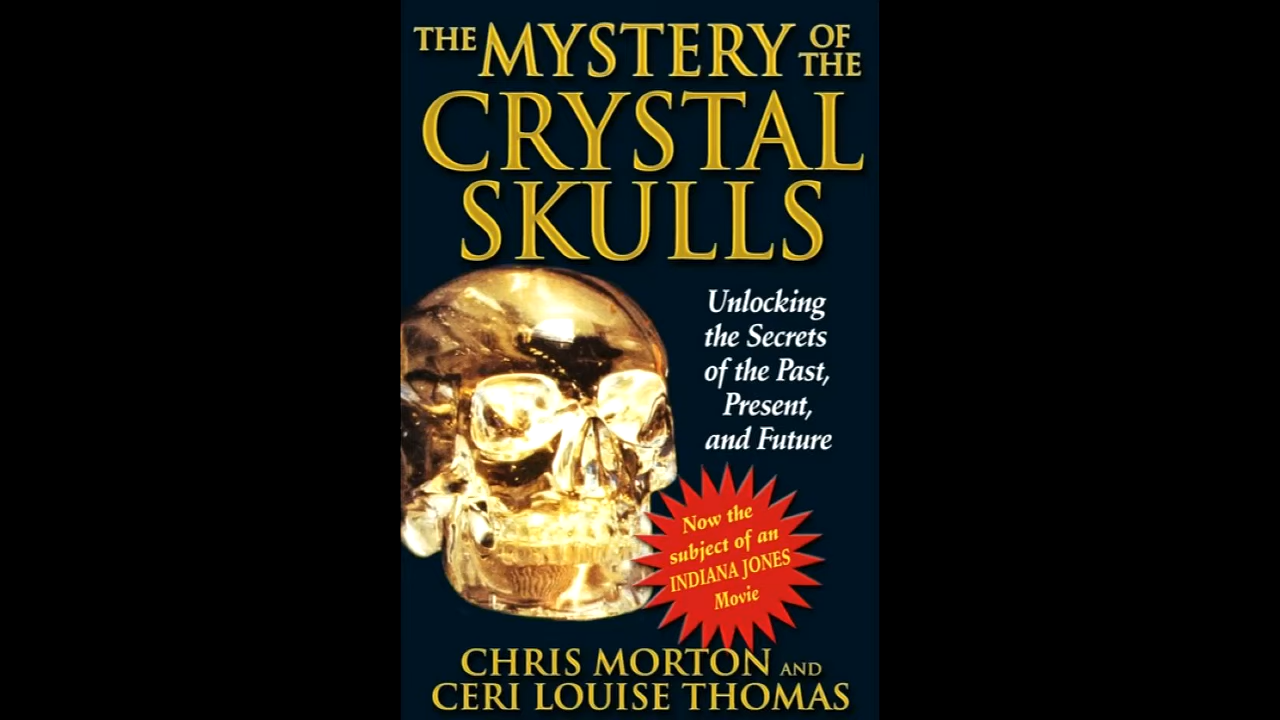 THE MYSTERY OF THE
CRYSTAL
SKULLS
Unlocking
the Secrets
of the Past,
Present,
and Future
Now the
subject of an
INDIANA JONES
Movie
CHRIS MORTON AND
CERI LOUISE THOMAS